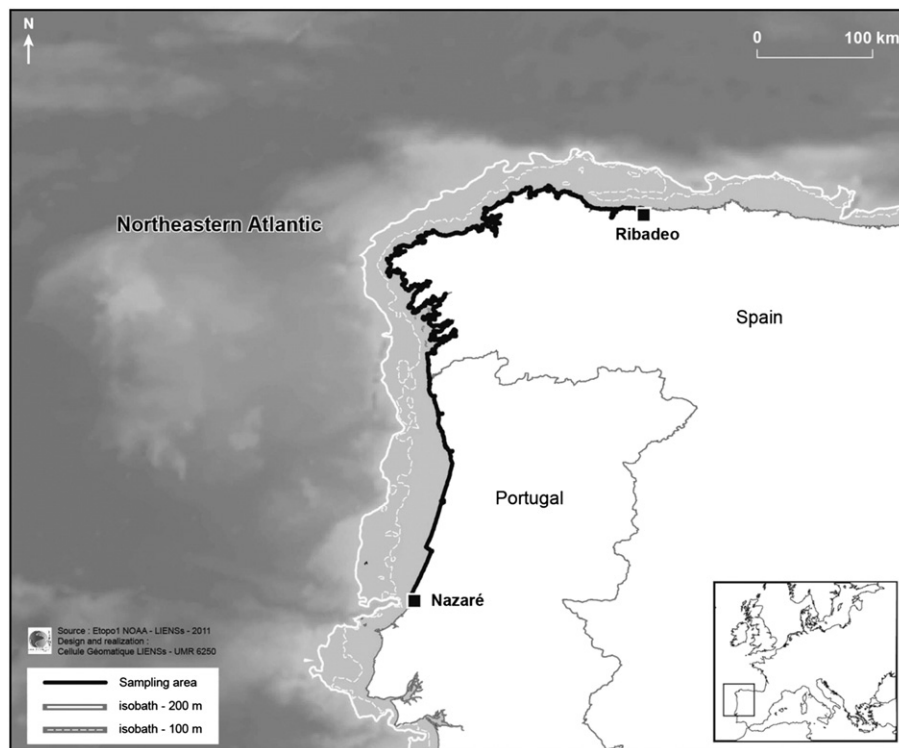 N
0 100 km
Northeastern Atlantic
Ribadeo
Spain
Portugal
Nazaré
Source : Etopo1 NOAA - LIENSs - 2011
Design and realization :
Cellule Géomatique LIENSs - UMR 6250
Sampling area
isobath - 200 m
isobath - 100 m